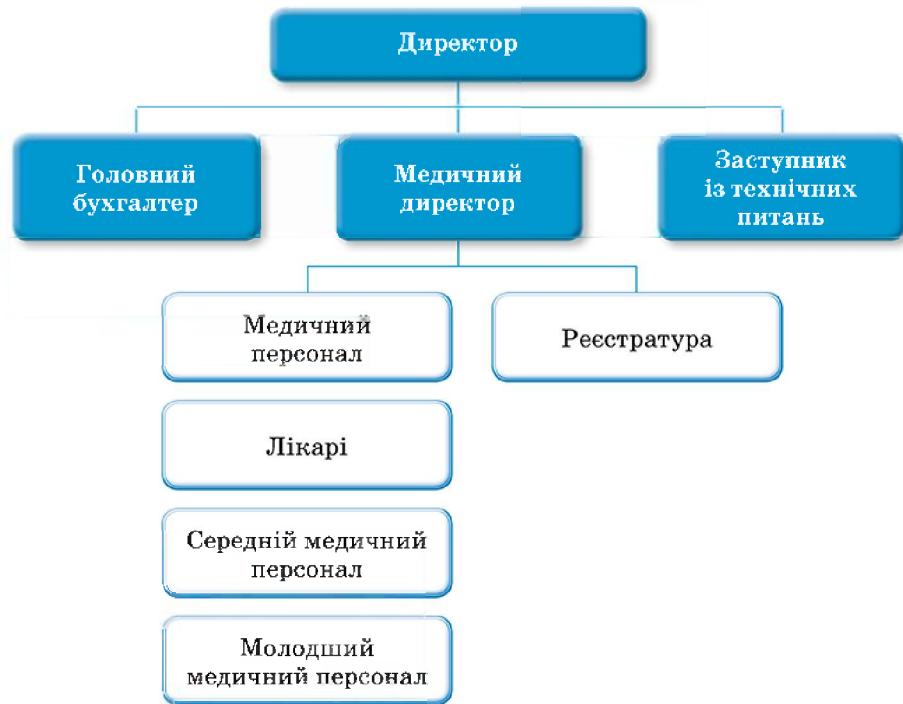 Директор
Головний
бухгалтер
Медичний
директор
Заступник
із технічних
питань
Медичний
персонал
Реєстратура
Лікарі
Середній медичний
персонал
Молодший
медичний персонал